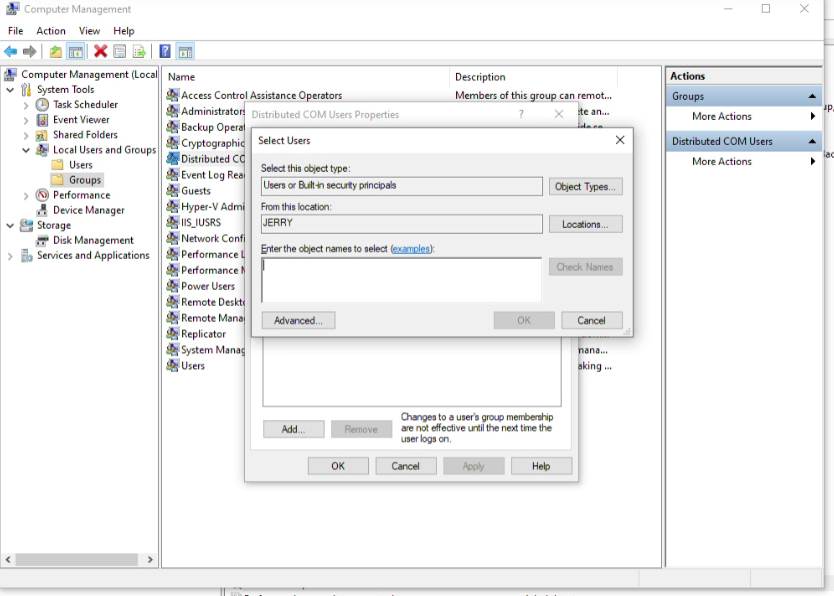 Computer Management
File Action View Help
Computer Management (Local
System Tools
Task Scheduler
Event Viewer
Shared Folders
Local Users and Groups
Users
Groups
Performance
Device Manager
Storage
Disk Management
Services and Applications
Name Description
Access Control Assistance Operators Members of this group can remot...
Administrators
Backup Opera
Cryptographic
Distributed CO
Event Log Rea
Guests
Hyper-V Admi
IIS_IUSRS
Network Confi
Performance L
Performance M
Power Users
Remote Deskt
Remote Mana
Replicator
System Manag
Users
te an...
mana...
aking ...
Distributed COM Users Properties ?
Select Users
Select this object type:
Users or Built-in security principals Object Types...
From this location:
JERRY Locations...
Enter the object names to select (examples):
Check Names
Advanced... OK Cancel
Add... Remove
Changes to a user's group membership
are not effective until the next time the
user logs on.
OK Cancel Apply Help
Actions
Groups
More Actions
Distributed COM Users
More Actions